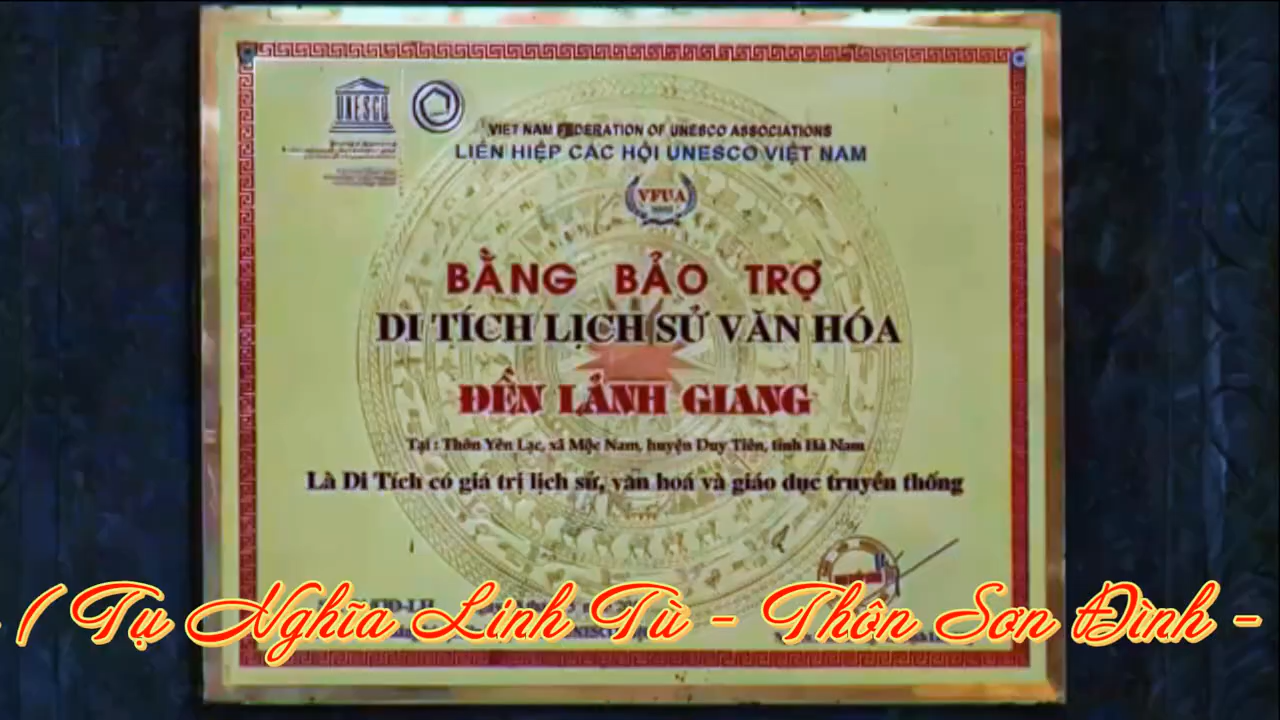 UNESCO
VIET NAM FEDERATION OF UNESCO ASSOCIATIONS
LIÊN HIỆP CÁC HỘI UNESCO VIỆT NAM
VFUA
BẰNG BẢO TRỢ
DI TÍCH LỊCH SỬ VĂN HÓA
ĐỀN LẢNH GIANG
Tại : Thôn Yên Lạc, xã Mộc Nam, huyện Duy Tiên, tỉnh Hà Nam
Là Di Tích có giá trị lịch sử, văn hoá và giáo dục truyền thống
( Tụ Nghĩa Linh Từ - Thôn Sơn Đình -